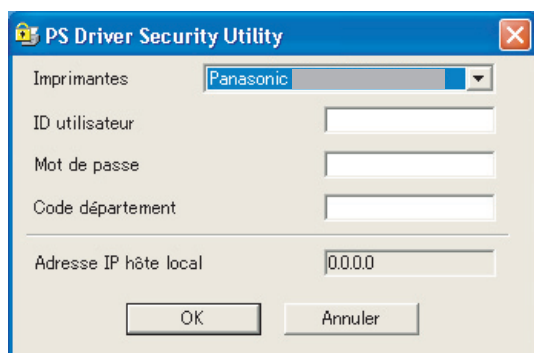 PS Driver Security Utility
Imprimantes Panasonic
ID utilisateur
Mot de passe
Code département
Adresse IP hôte local 0.0.0.0
OK Annuler